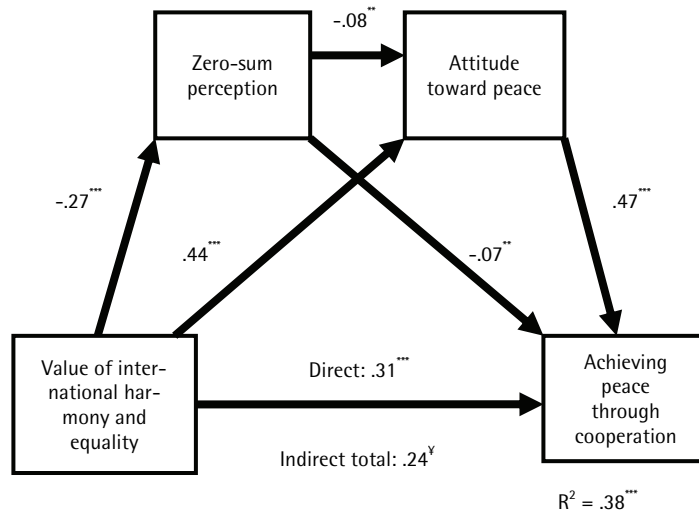 -.08**
Zero-sum
perception
Attitude
toward peace
-.27***
.44***
-.07**
.47***
Value of inter-
national har-
mony and
equality
Direct: .31***
Indirect total: .24¥
Achieving
peace
through
cooperation
R² = .38***